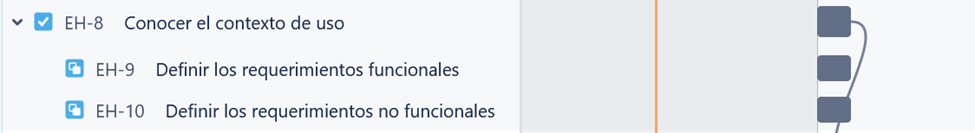 EH-8 Conocer el contexto de uso
EH-9 Definir los requerimientos funcionales
EH-10 Definir los requerimientos no funcionales